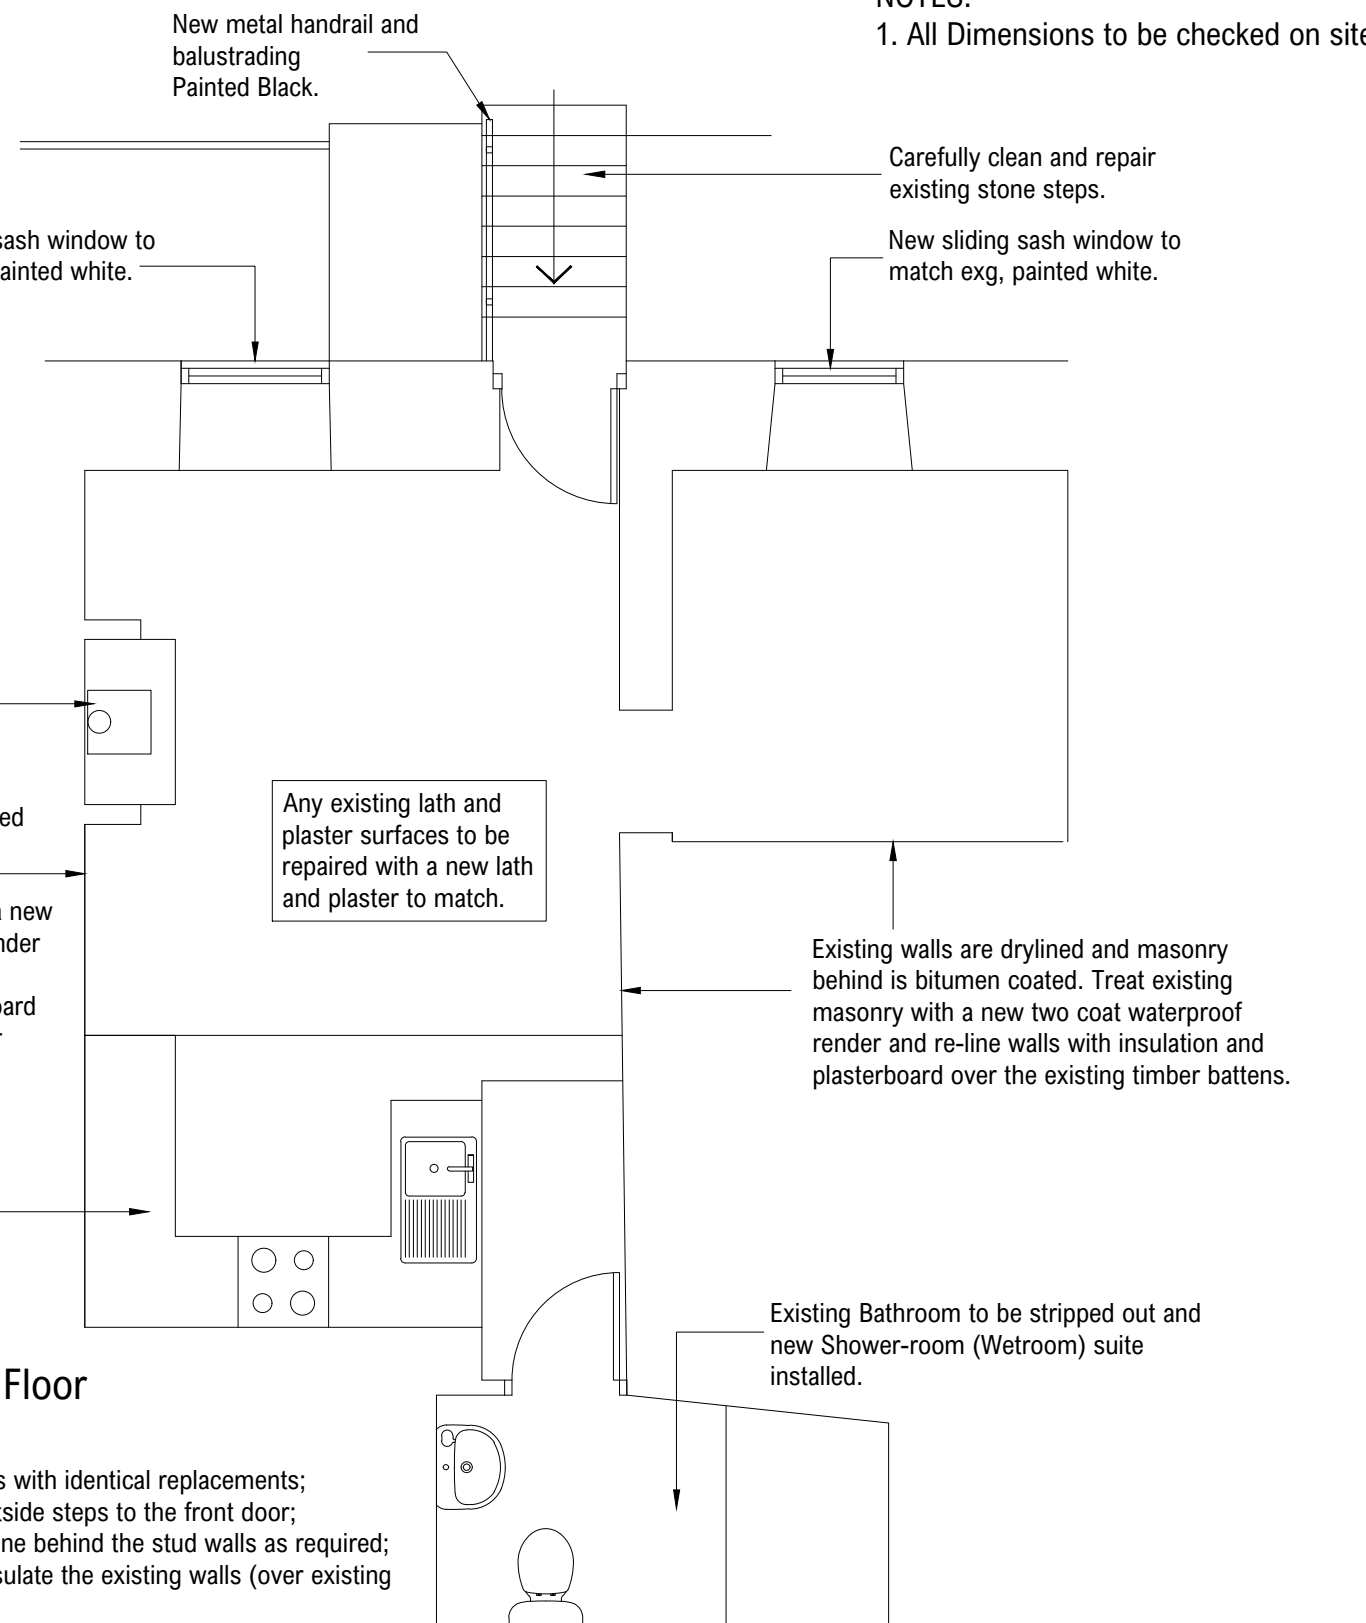 New metal handrail and
balustrading
Painted Black.
NOTES:
1. All Dimensions to be checked on site
Carefully clean and repair
existing stone steps.
sash window to
painted white.
New sliding sash window to
match exg, painted white.
Any existing lath and
plaster surfaces to be
repaired with a new lath
and plaster to match.
ed
a new
nder
oard
Existing walls are drylined and masonry
behind is bitumen coated. Treat existing
masonry with a new two coat waterproof
render and re-line walls with insulation and
plasterboard over the existing timber battens.
Existing Bathroom to be stripped out and
new Shower-room (Wetroom) suite
installed.
Floor
s with identical replacements;
tside steps to the front door;
ne behind the stud walls as required;
sulate the existing walls (over existing